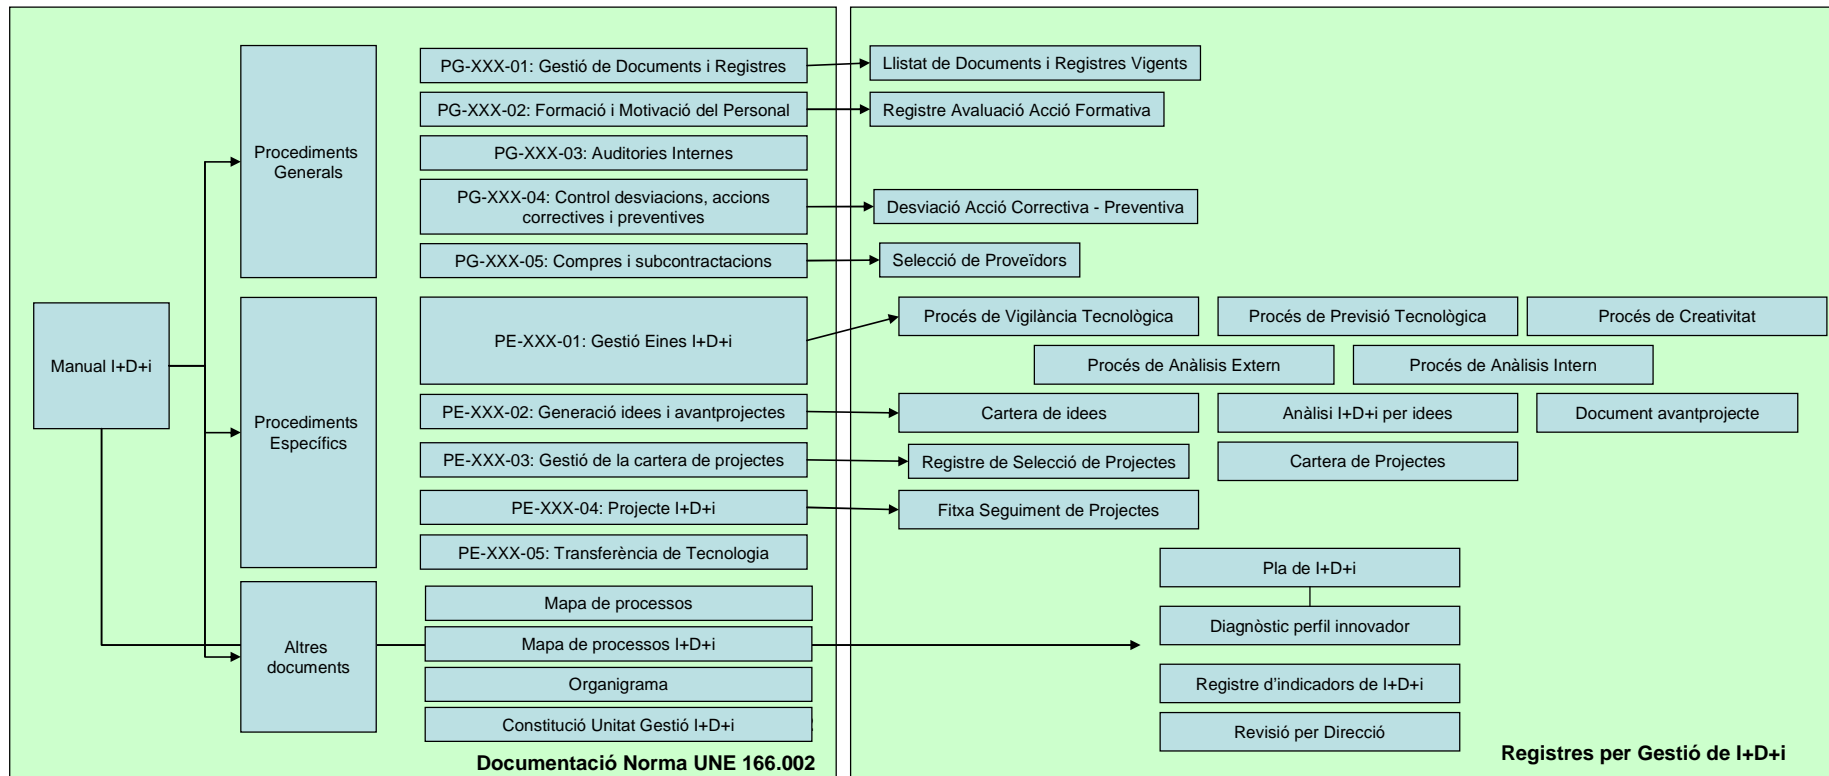 Manual I+D+i
Procediments
Generals
PG-XXX-01: Gestió de Documents i Registres
Llistat de Documents i Registres Vigents
PG-XXX-02: Formació i Motivació del Personal
Registre Avaluació Acció Formativa
PG-XXX-03: Auditories Internes
PG-XXX-04: Control desviacions, accions
correctives i preventives
Desviació Acció Correctiva - Preventiva
PG-XXX-05: Compres i subcontractacions
Selecció de Proveïdors
Procediments
Específics
PE-XXX-01: Gestió Eines I+D+i
Procés de Vigilància Tecnològica
Procés de Previsió Tecnològica
Procés de Creativitat
Procés de Anàlisis Extern
Procés de Anàlisis Intern
PE-XXX-02: Generació idees i avantprojectes
Cartera de idees
Anàlisi I+D+i per idees
Document avantprojecte
PE-XXX-03: Gestió de la cartera de projectes
Registre de Selecció de Projectes
Cartera de Projectes
PE-XXX-04: Projecte I+D+i
Fitxa Seguiment de Projectes
PE-XXX-05: Transferència de Tecnologia
Altres
documents
Mapa de processos
Mapa de processos I+D+i
Organigrama
Constitució Unitat Gestió I+D+i
Pla de I+D+i
Diagnòstic perfil innovador
Registre d’indicadors de I+D+i
Revisió per Direcció
Documentació Norma UNE 166.002
Registres per Gestió de I+D+i